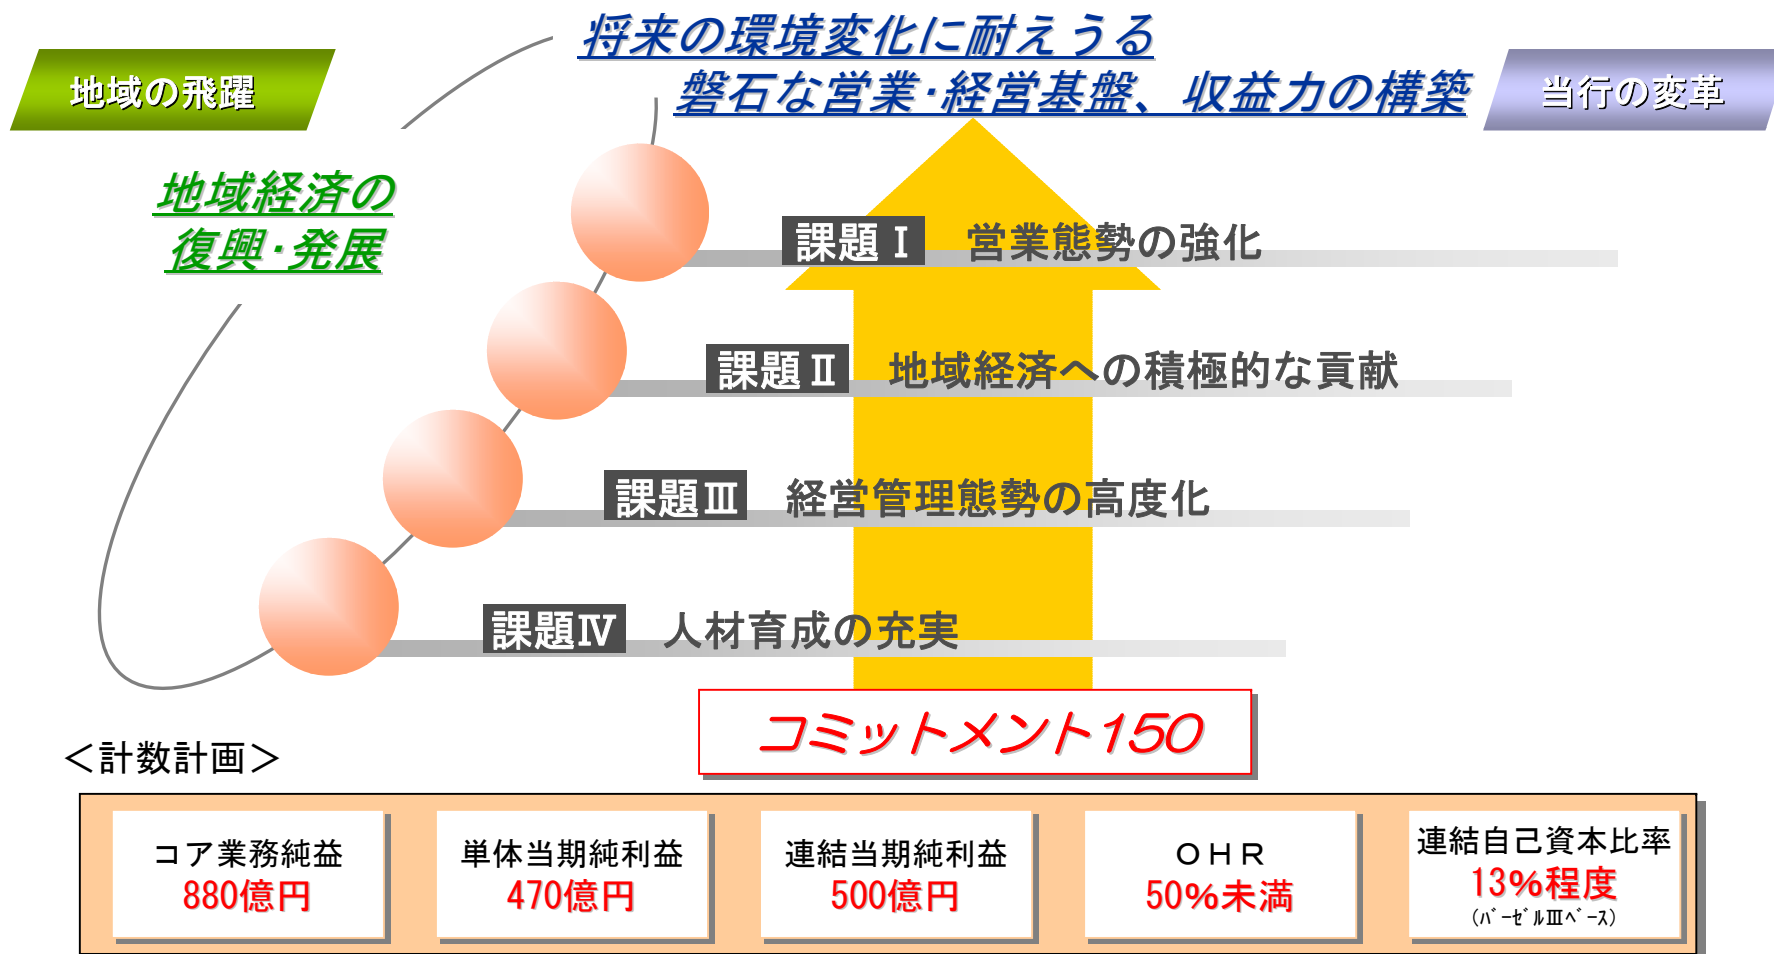 将来の環境変化に耐えうる
磐石な営業・経営基盤、収益力の構築
地域の飛躍
当行の変革
地域経済の
復興・発展
課題Ⅰ 営業態勢の強化
課題Ⅱ 地域経済への積極的な貢献
課題Ⅲ 経営管理態勢の高度化
課題Ⅳ 人材育成の充実
コミットメント150
＜計数計画＞
コア業務純益
880億円
単体当期純利益
470億円
連結当期純利益
500億円
ＯＨＲ
50％未満
連結自己資本比率
13％程度
(ﾊﾞｰｾﾞﾙⅢﾍﾞｰｽ)